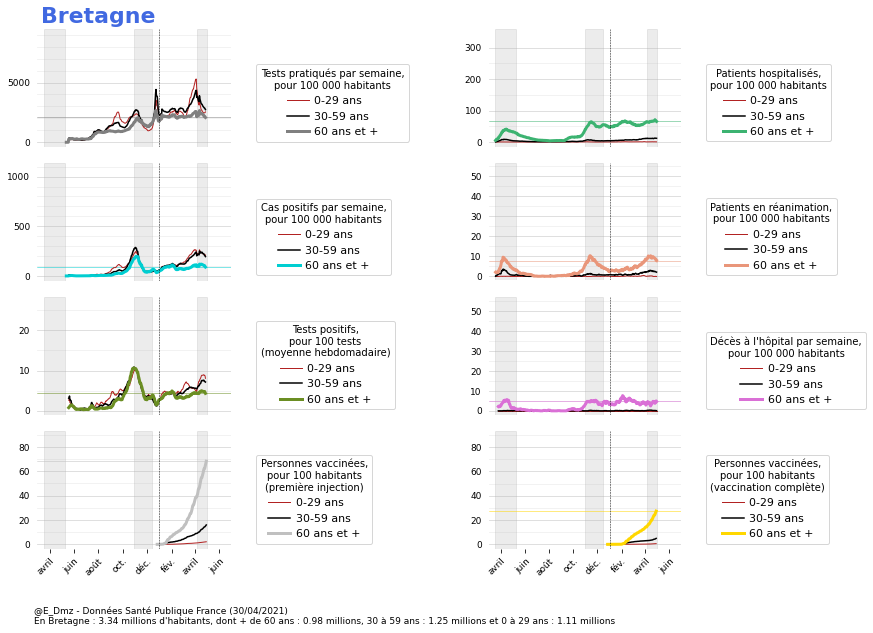 Bretagne
5000
0
Tests pratiqués par semaine,
pour 100 000 habitants
0-29 ans
30-59 ans
60 ans et +
300
200
100
0
Patients hospitalisés,
pour 100 000 habitants
0-29 ans
30-59 ans
60 ans et +
1000
500
0
Cas positifs par semaine,
pour 100 000 habitants
0-29 ans
30-59 ans
60 ans et +
50
40
30
20
10
0
Patients en réanimation,
pour 100 000 habitants
0-29 ans
30-59 ans
60 ans et +
20
10
0
Tests positifs,
pour 100 tests
(moyenne hebdomadaire)
0-29 ans
30-59 ans
60 ans et +
50
40
30
20
10
0
Décès à l'hôpital par semaine,
pour 100 000 habitants
0-29 ans
30-59 ans
60 ans et +
80
60
40
20
0
Personnes vaccinées,
pour 100 habitants
(première injection)
0-29 ans
30-59 ans
60 ans et +
80
60
40
20
0
Personnes vaccinées,
pour 100 habitants
(vaccination complète)
0-29 ans
30-59 ans
60 ans et +
avril juin août oct. déc. fév. avril juin
avril juin août oct. déc. fév. avril juin
@E_Dmz - Données Santé Publique France (30/04/2021)
En Bretagne : 3.34 millions d'habitants, dont + de 60 ans : 0.98 millions, 30 à 59 ans : 1.25 millions et 0 à 29 ans : 1.11 millions